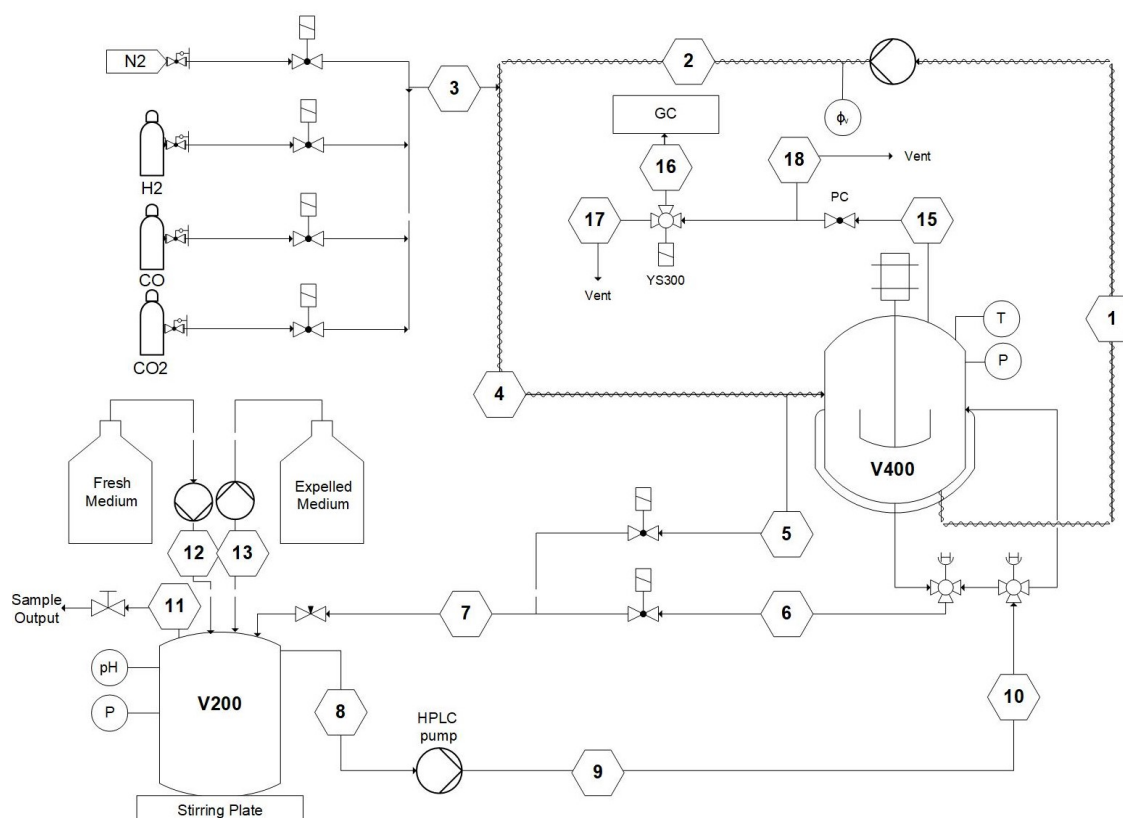 N2
3
2
GC
ϕv
H2
16
18
Vent
PC
17
15
CO
YS300
Vent
T
1
P
CO2
4
V400
Fresh
Medium
Expelled
Medium
5
12
13
Sample
Output
11
7
6
pH
V200
P
8
10
HPLC
pump
9
Stirring Plate